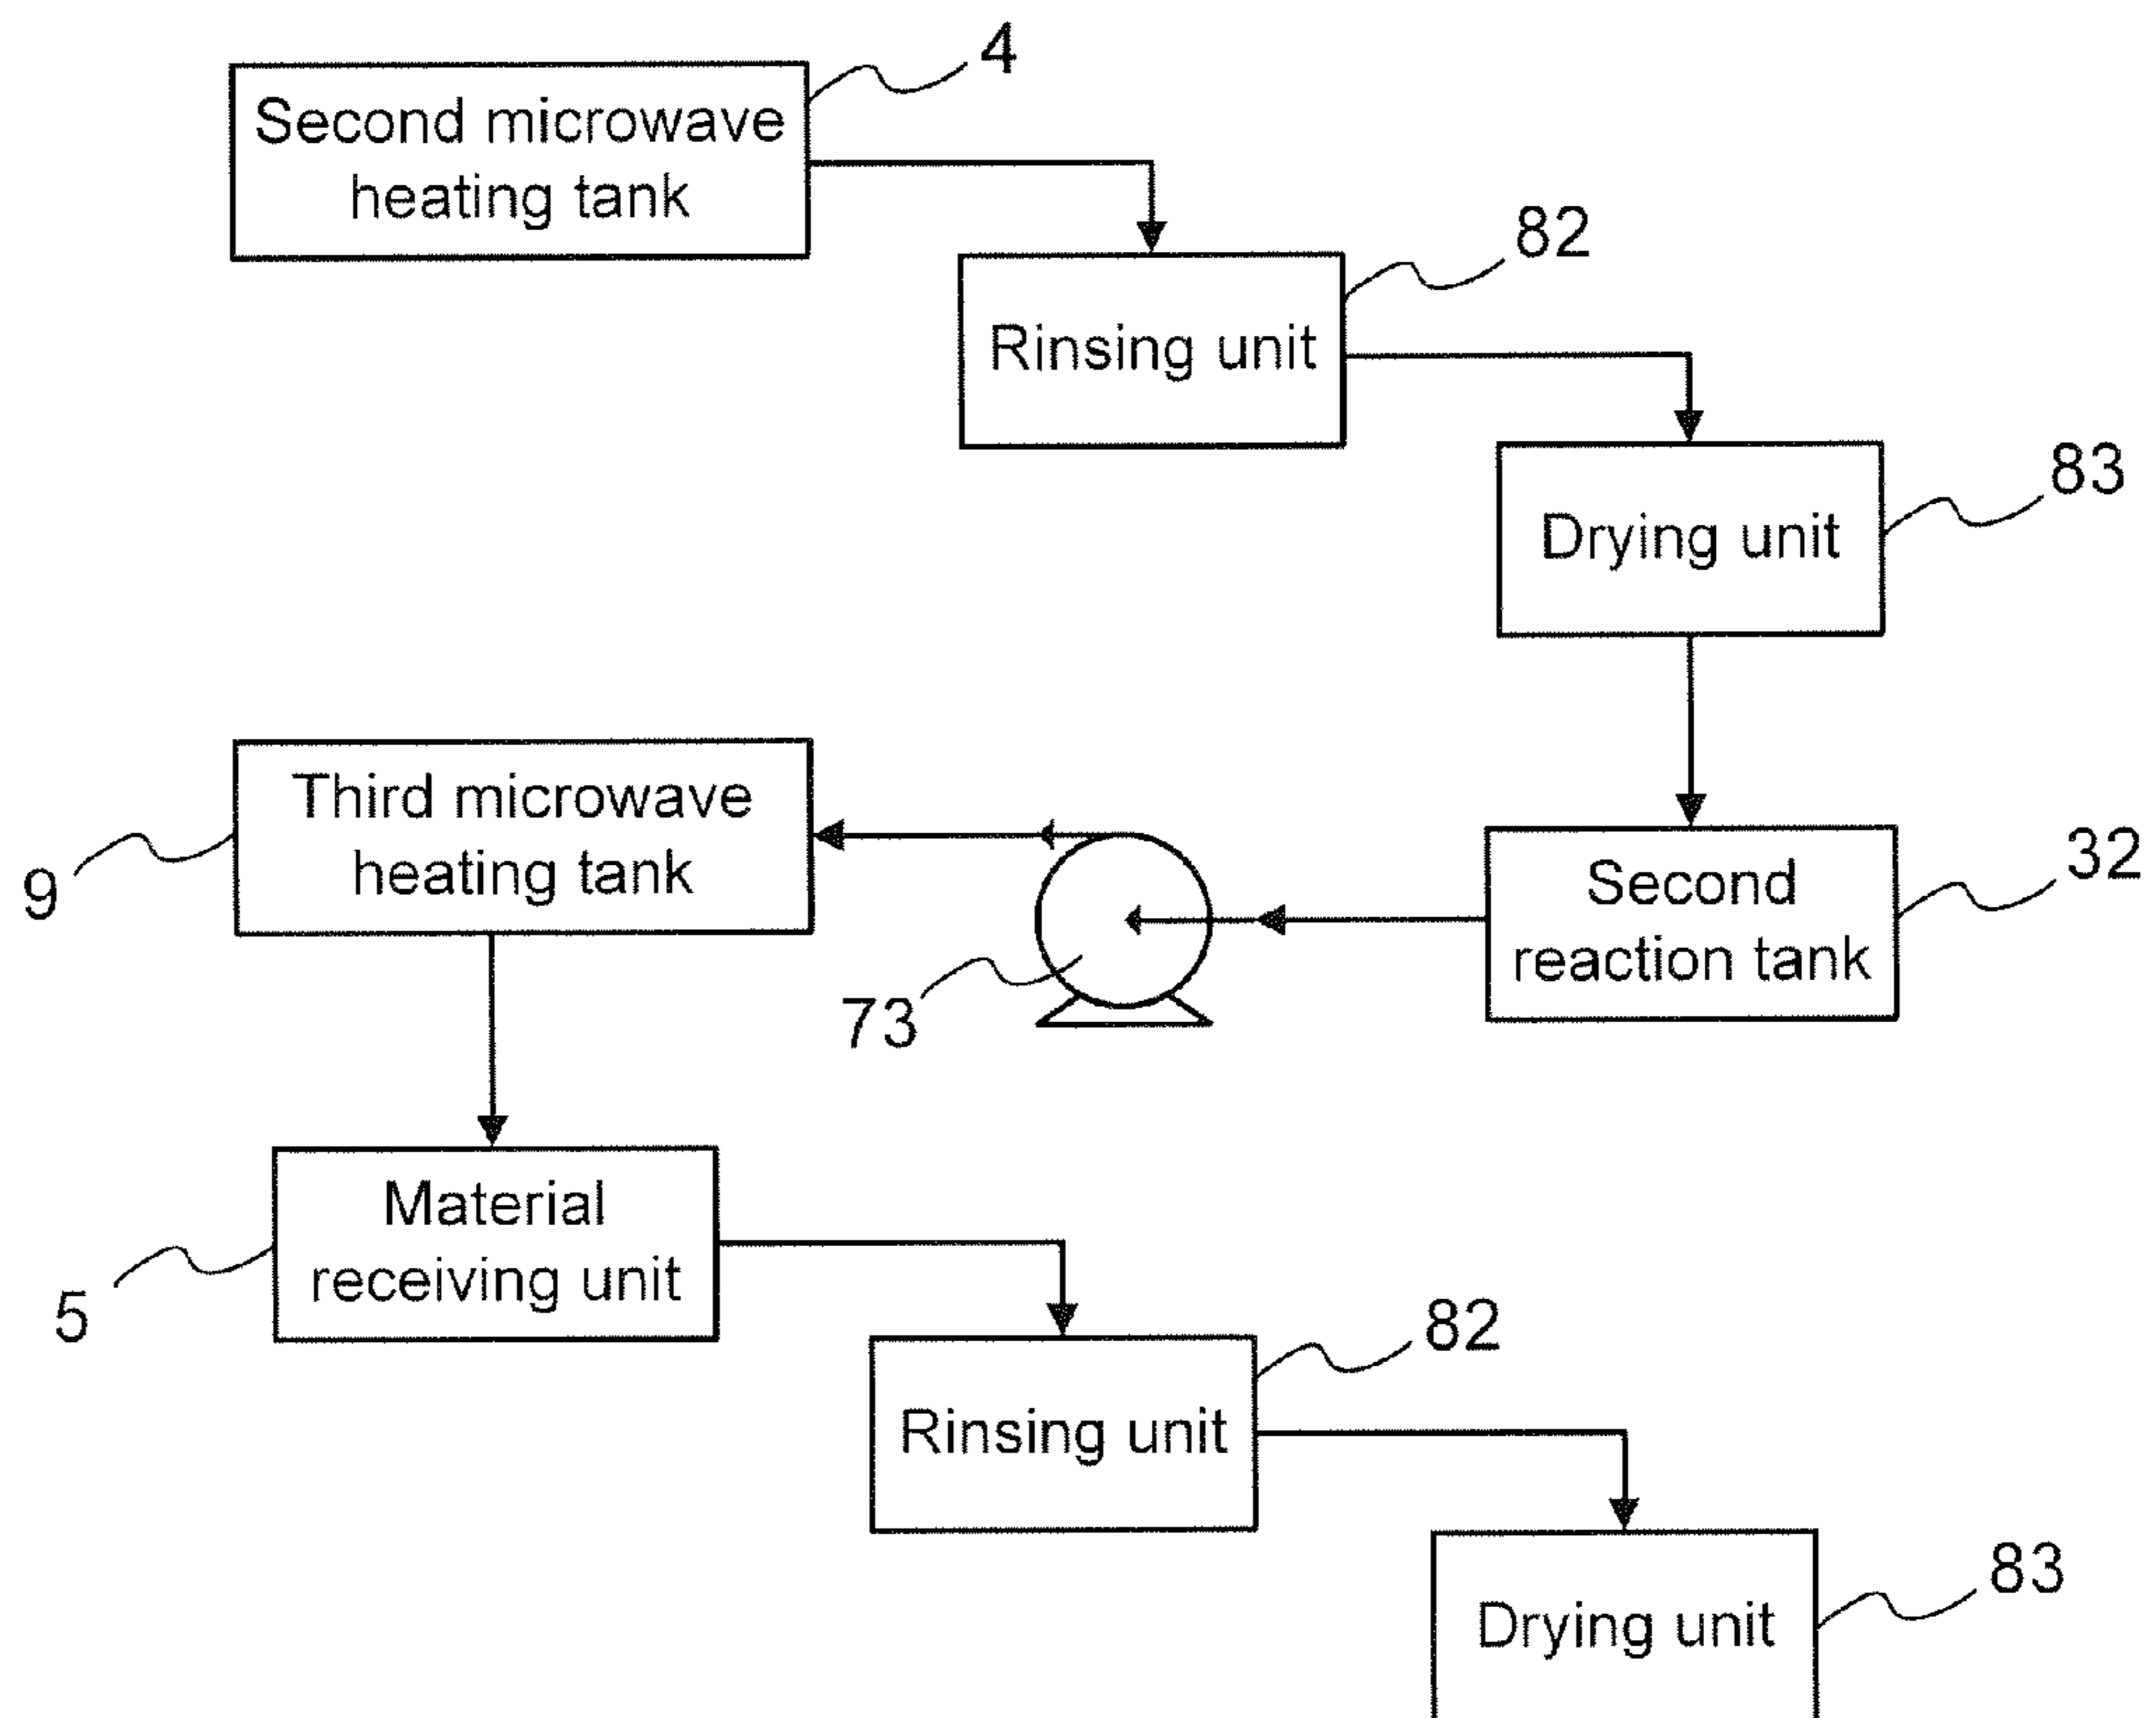 4
Second microwave
heating tank
82
Rinsing unit
83
Drying unit
Third microwave
heating tank
9
32
Second
reaction tank
73
Material
receiving unit
5
82
Rinsing unit
83
Drying unit